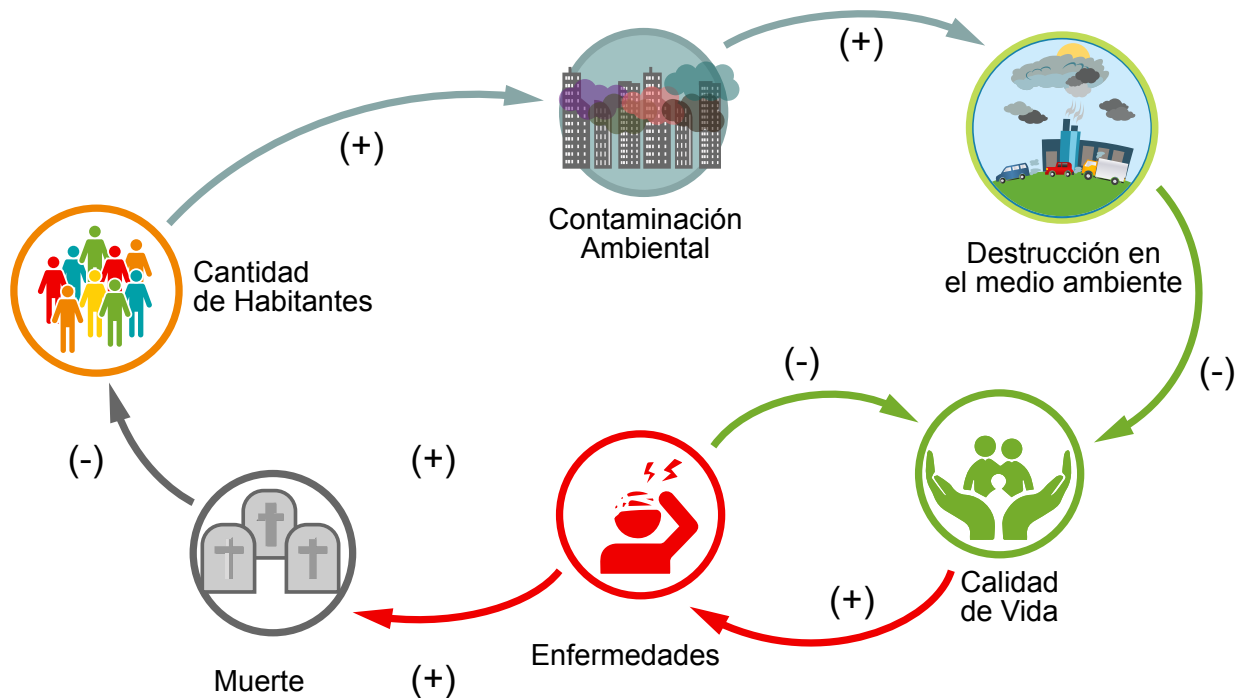 (+)
(+)
Contaminación
Ambiental
Destrucción en
el medio ambiente
Cantidad
de Habitantes
(-)
(-)
(-)
(+)
Calidad
de Vida
(+)
Enfermedades
Muerte
(+)